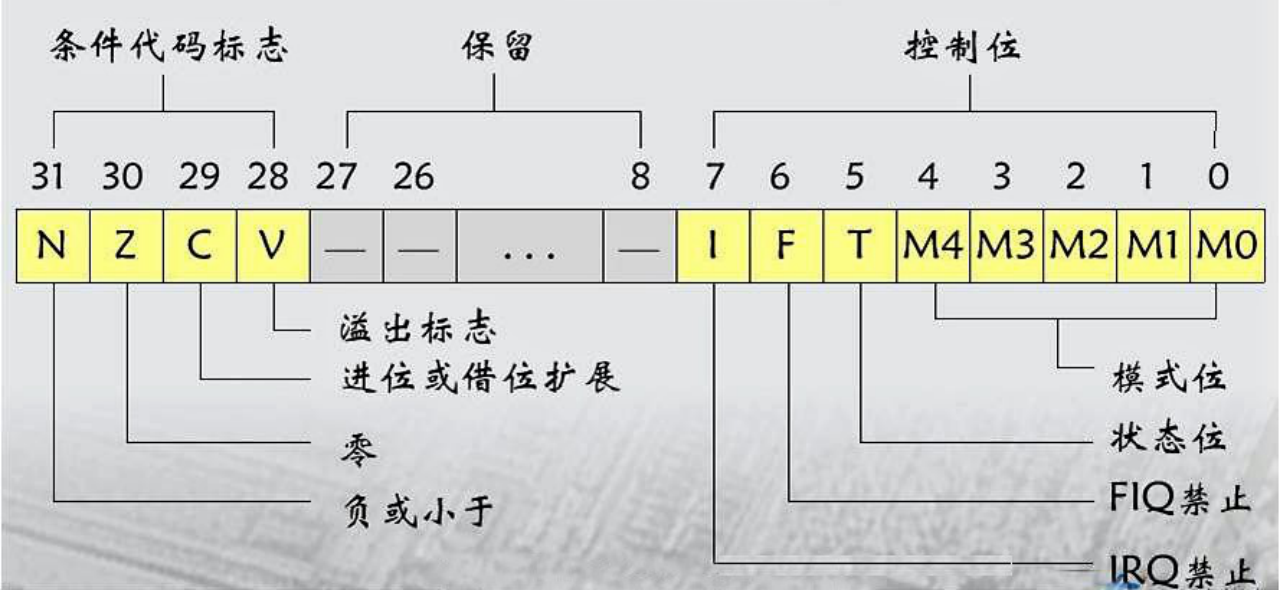 条件代码标志 保留 控制位
31 30 29 28 27 26 8 7 6 5 4 3 2 1 0
N Z C V — — ... — I F T M4 M3 M2 M1 M0
溢出标志
进位或借位扩展
零
负或小于
模式位
状态位
FIQ禁止
IRQ禁止